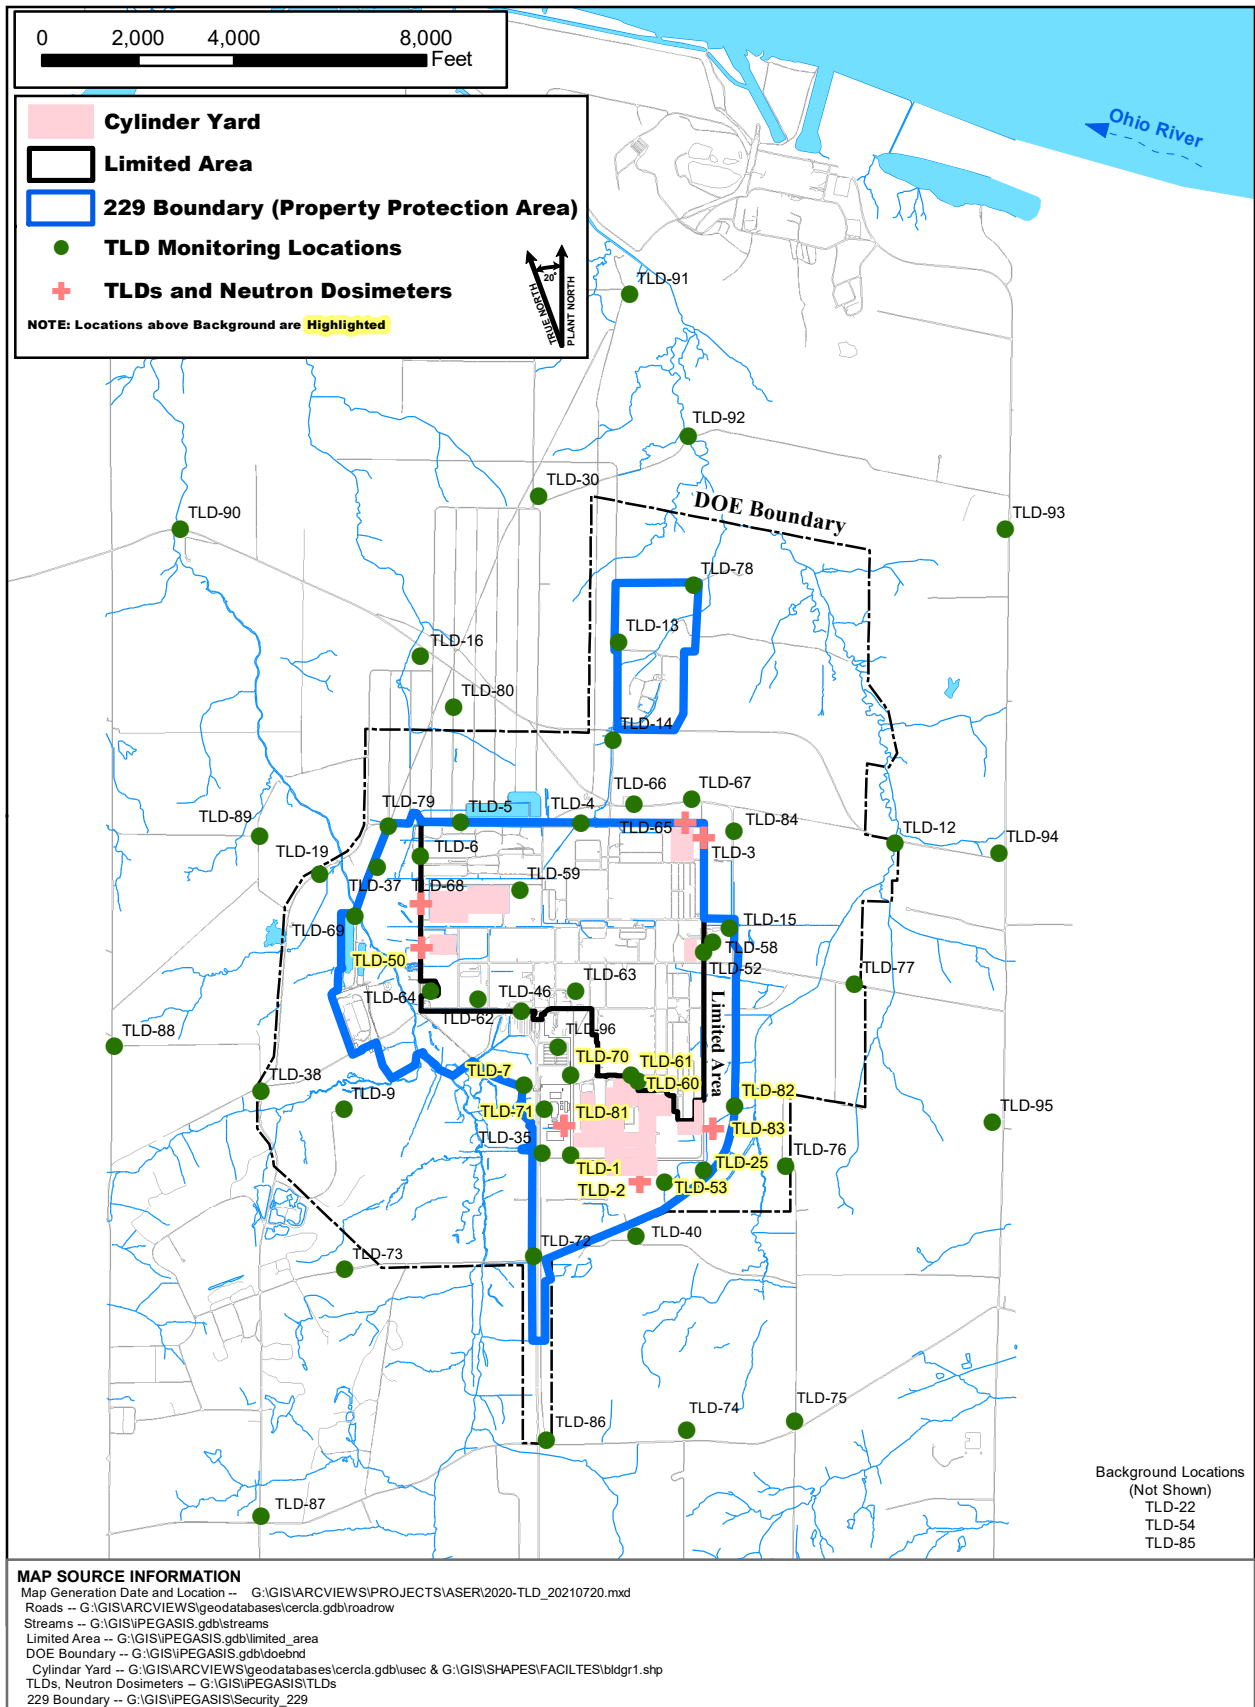 0 2,000 4,000 8,000
Feet
Cylinder Yard
Limited Area
229 Boundary (Property Protection Area)
TLD Monitoring Locations
TLDs and Neutron Dosimeters
NOTE: Locations above Background are Highlighted
20°
TRUE NORTH
PLANT NORTH
Ohio River
TLD-91
TLD-92
TLD-30
DOE Boundary
TLD-90
TLD-93
TLD-78
TLD-13
TLD-16
TLD-80
TLD-14
TLD-66
TLD-67
TLD-79
TLD-5
TLD-4
TLD-65
TLD-84
TLD-89
TLD-12
TLD-94
TLD-19
TLD-6
TLD-3
TLD-59
TLD-37
TLD-68
TLD-69
TLD-15
TLD-58
TLD-50
TLD-52
TLD-63
TLD-77
TLD-64
TLD-46
TLD-62
Limited Area
TLD-88
TLD-96
TLD-70
TLD-61
TLD-7
TLD-60
TLD-38
TLD-9
TLD-82
TLD-71
TLD-81
TLD-83
TLD-95
TLD-35
TLD-76
TLD-1
TLD-25
TLD-2
TLD-53
TLD-40
TLD-72
TLD-73
TLD-75
TLD-74
TLD-86
TLD-87
Background Locations
(Not Shown)
TLD-22
TLD-54
TLD-85
MAP SOURCE INFORMATION
Map Generation Date and Location -- G:\GIS\ARCVIEWS\PROJECTS\ASER\2020-TLD_20210720.mxd
Roads -- G:\GIS\ARCVIEWS\geodatabases\cercla.gdb\roadrow
Streams -- G:\GIS\iPEGASIS.gdb\streams
Limited Area -- G:\GIS\iPEGASIS.gdb\limited_area
DOE Boundary -- G:\GIS\iPEGASIS.gdb\doebnd
Cylindar Yard -- G:\GIS\ARCVIEWS\geodatabases\cercla.gdb\usec & G:\GIS\SHAPES\FACILTES\bldgr1.shp
TLDs, Neutron Dosimeters -- G:\GIS\iPEGASIS\TLDs
229 Boundary -- G:\GIS\iPEGASIS\Security_229